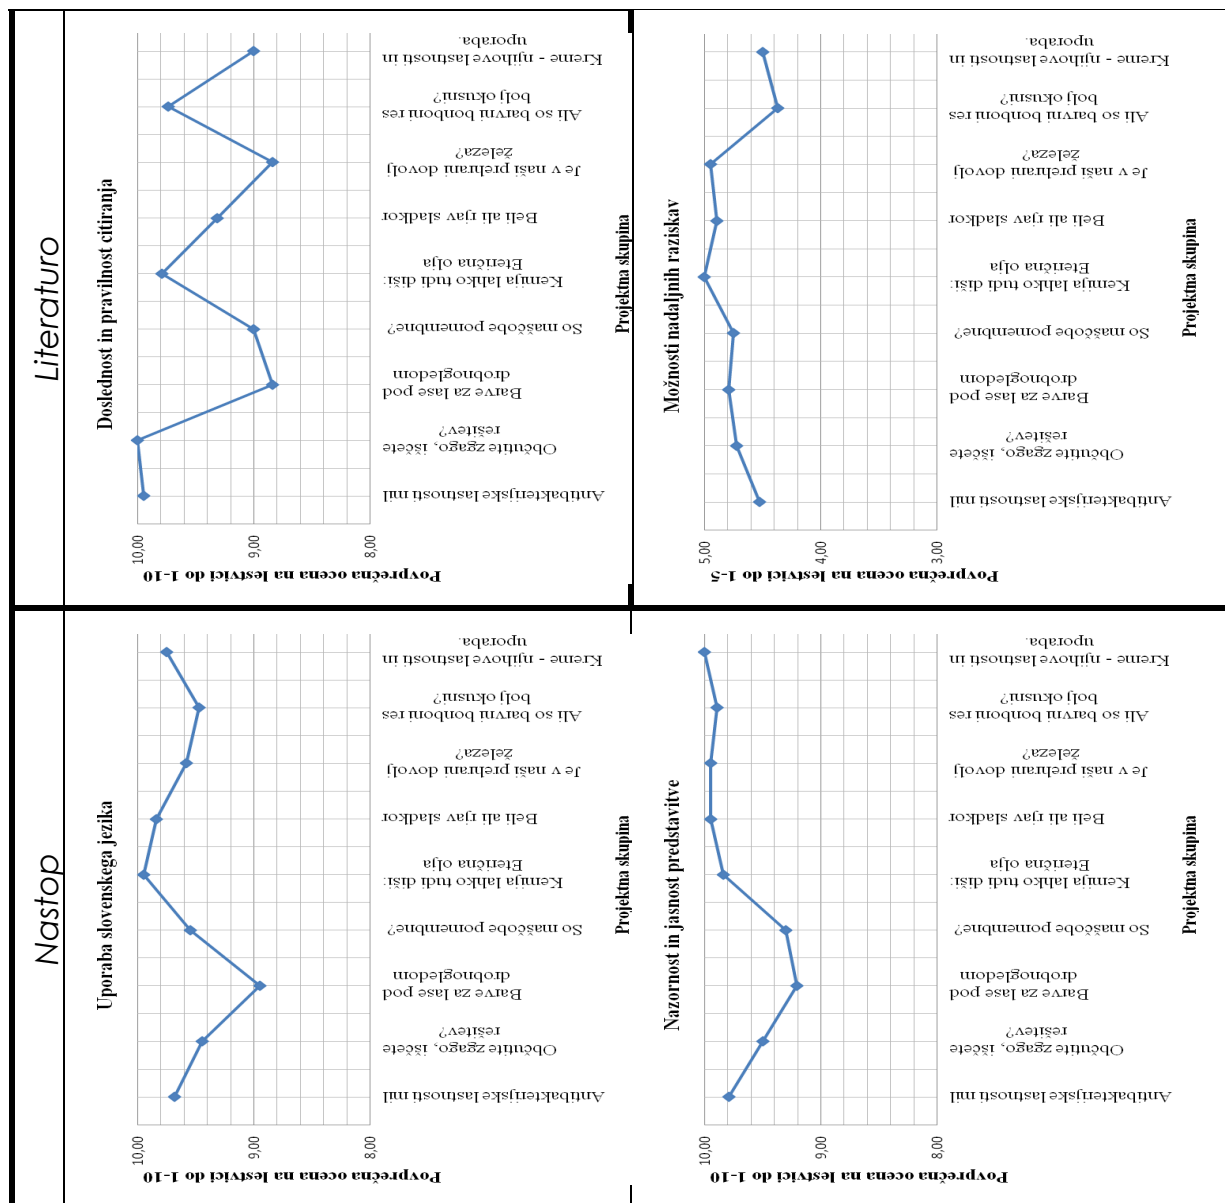 Nastop
Literaturo
Uporaba slovenskega jezika
Povprečna ocena na lestvici do 1-10
10,00
9,00
8,00
Antibakterijske lastnosti mil
Občutite zgago, iščete
rešitev?
Barve za lase pod
drobnogledom
So maščobe pomembne?
Kemija lahko tudi diši:
Eterična olja
Beli ali rjav sladkor
Je v naši prehrani dovolj
železa?
Ali so barvni bonboni res
bolj okusni?
Kreme - njihove lastnosti in
uporaba.
Projektna skupina
Doslednost in pravilnost citiranja
Povprečna ocena na lestvici do 1-10
10,00
9,00
8,00
Antibakterijske lastnosti mil
Občutite zgago, iščete
rešitev?
Barve za lase pod
drobnogledom
So maščobe pomembne?
Kemija lahko tudi diši:
Eterična olja
Beli ali rjav sladkor
Je v naši prehrani dovolj
železa?
Ali so barvni bonboni res
bolj okusni?
Kreme - njihove lastnosti in
uporaba.
Projektna skupina
Nazornost in jasnost predstavitve
Povprečna ocena na lestvici do 1-10
10,00
9,00
8,00
Antibakterijske lastnosti mil
Občutite zgago, iščete
rešitev?
Barve za lase pod
drobnogledom
So maščobe pomembne?
Kemija lahko tudi diši:
Eterična olja
Beli ali rjav sladkor
Je v naši prehrani dovolj
železa?
Ali so barvni bonboni res
bolj okusni?
Kreme - njihove lastnosti in
uporaba.
Projektna skupina
Možnosti nadaljnih raziskav
Povprečna ocena na lestvici do 1-5
5,00
4,00
3,00
Antibakterijske lastnosti mil
Občutite zgago, iščete
rešitev?
Barve za lase pod
drobnogledom
So maščobe pomembne?
Kemija lahko tudi diši:
Eterična olja
Beli ali rjav sladkor
Je v naši prehrani dovolj
železa?
Ali so barvni bonboni res
bolj okusni?
Kreme - njihove lastnosti in
uporaba.
Projektna skupina